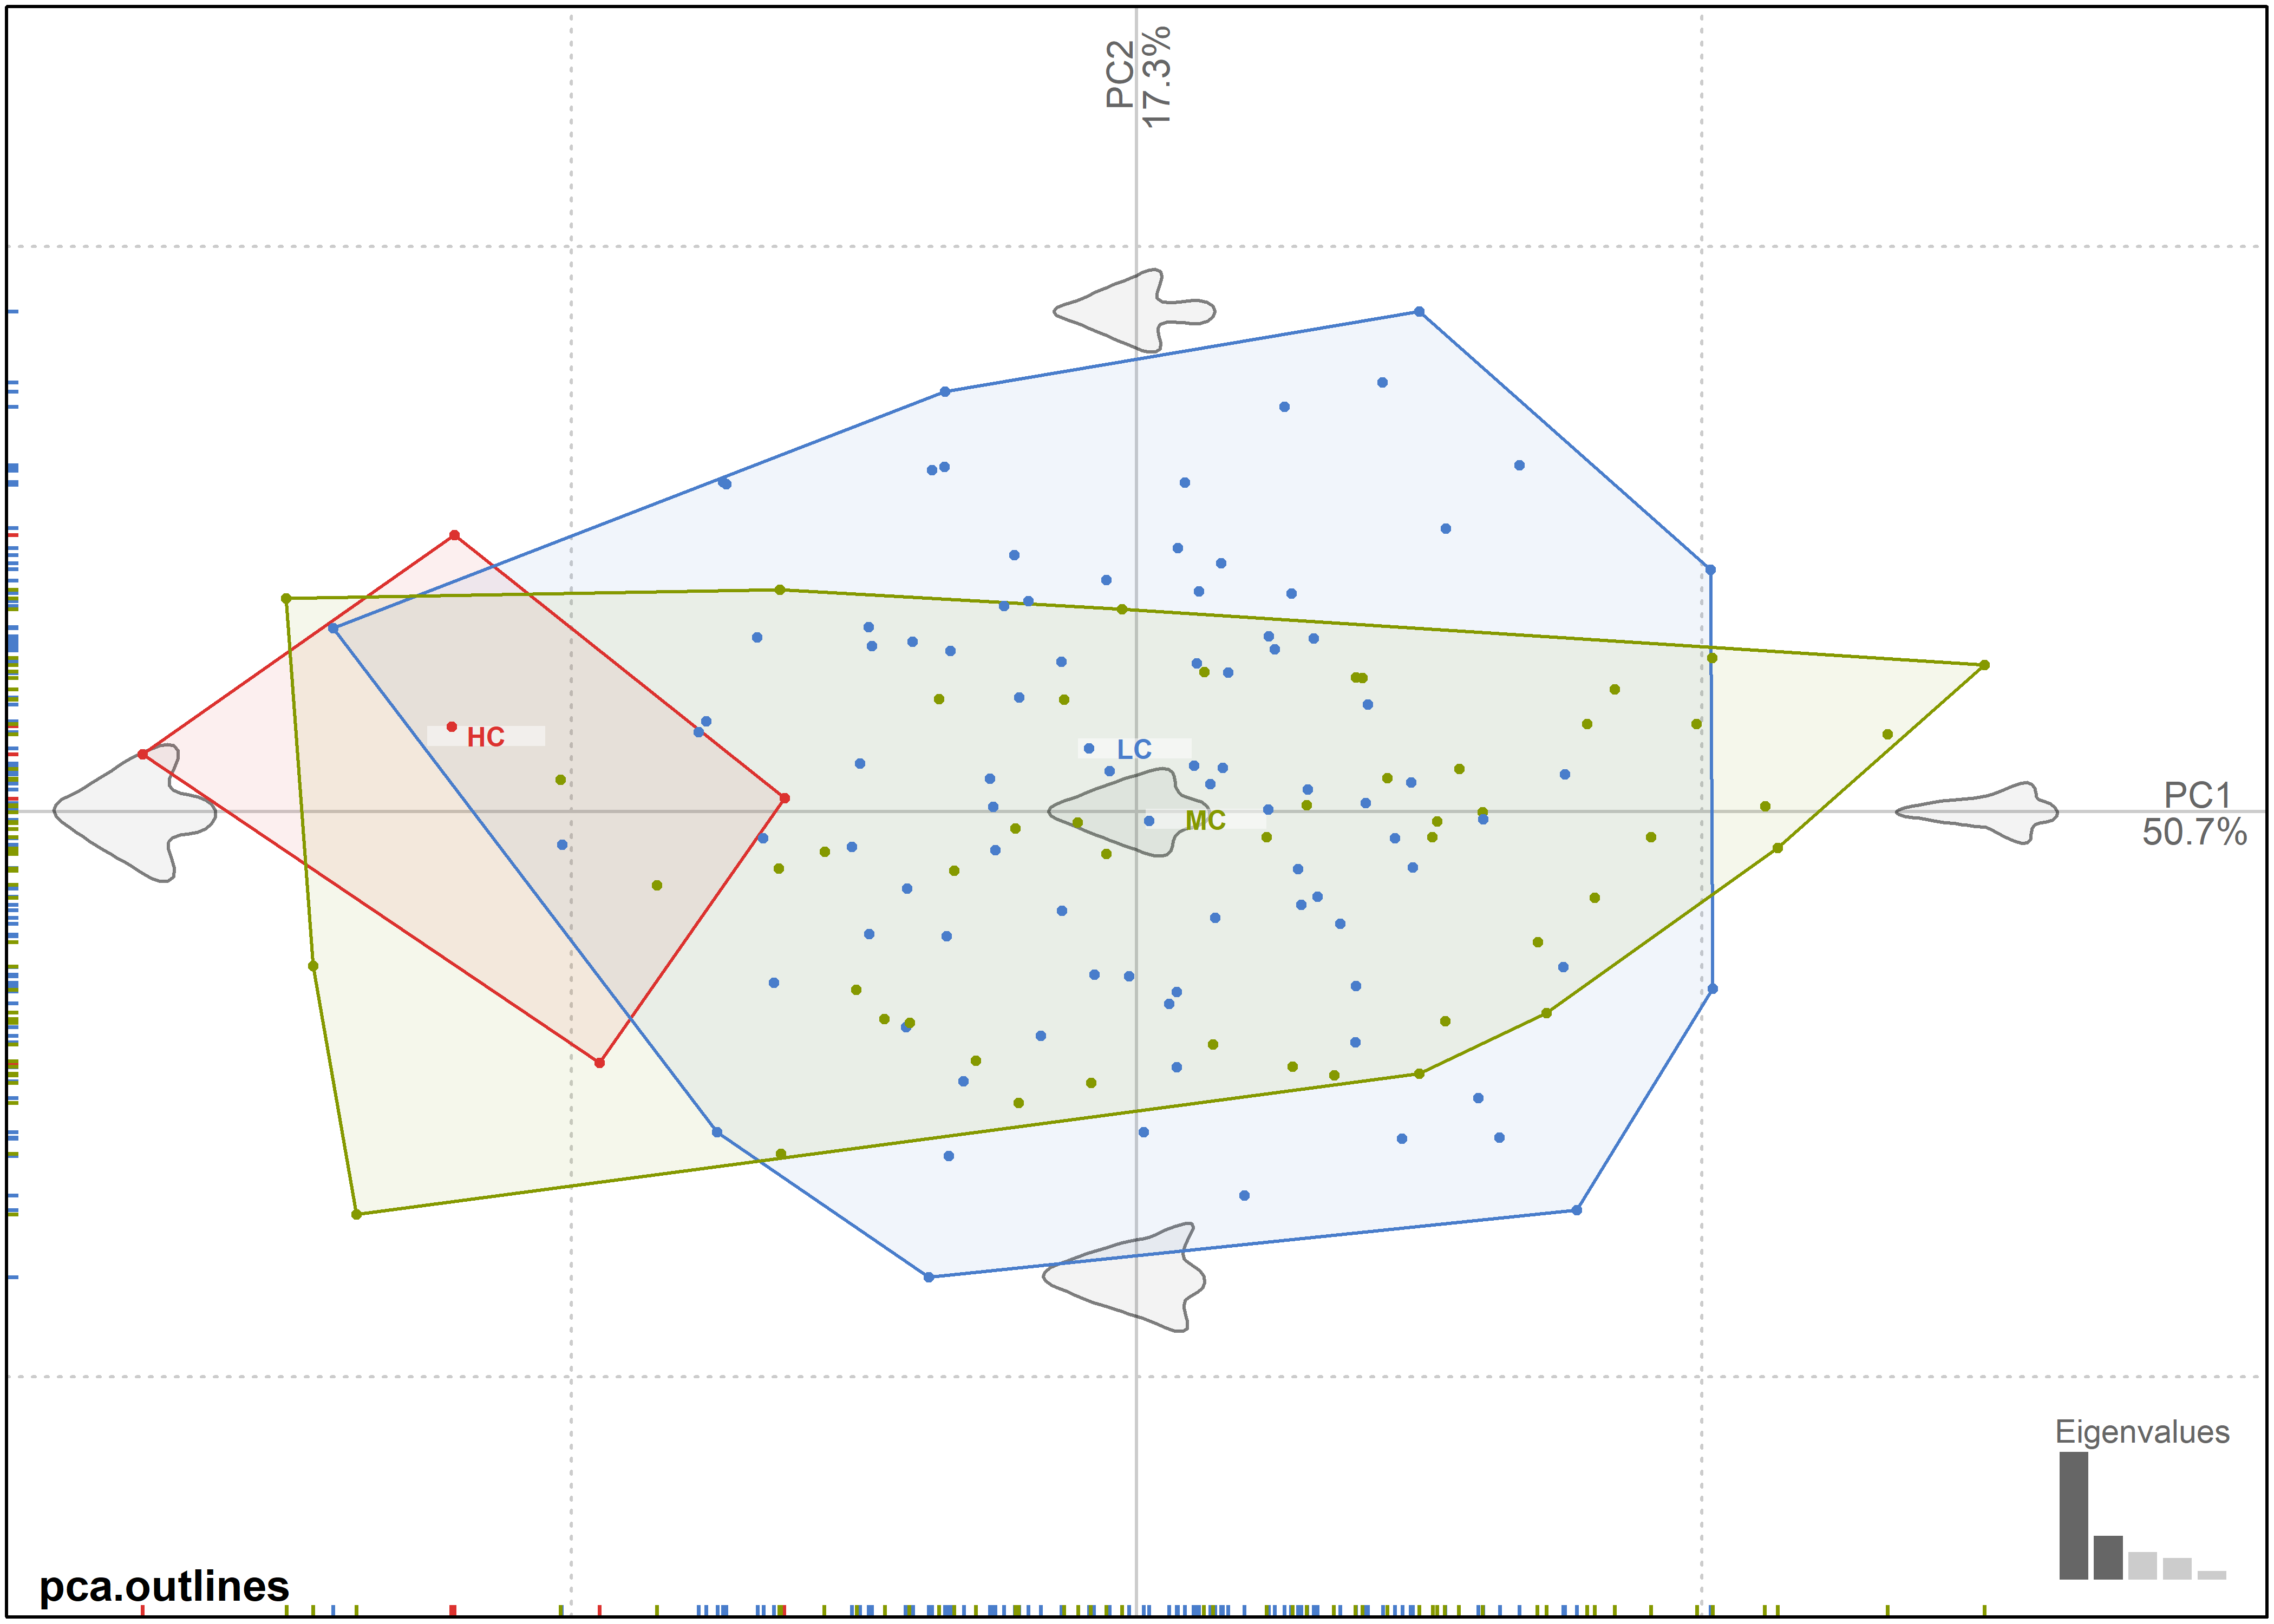 PC2
17.3%
HC
LC
MC
PC1
50.7%
Eigenvalues
pca.outlines